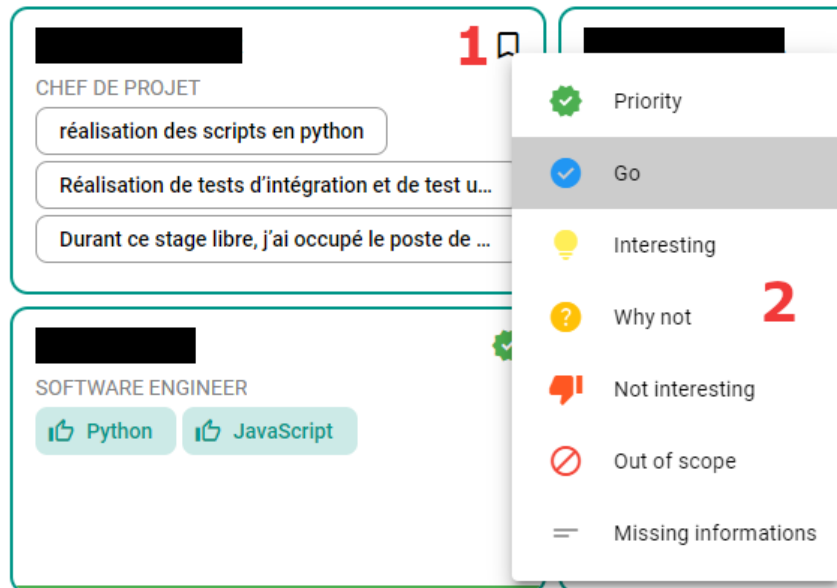 1
CHEF DE PROJET
réalisation des scripts en python
Réalisation de tests d'intégration et de test u...
Durant ce stage libre, j'ai occupé le poste de ...
SOFTWARE ENGINEER
Python JavaScript
Priority
Go
Interesting
Why not
2
Not interesting
Out of scope
Missing informations